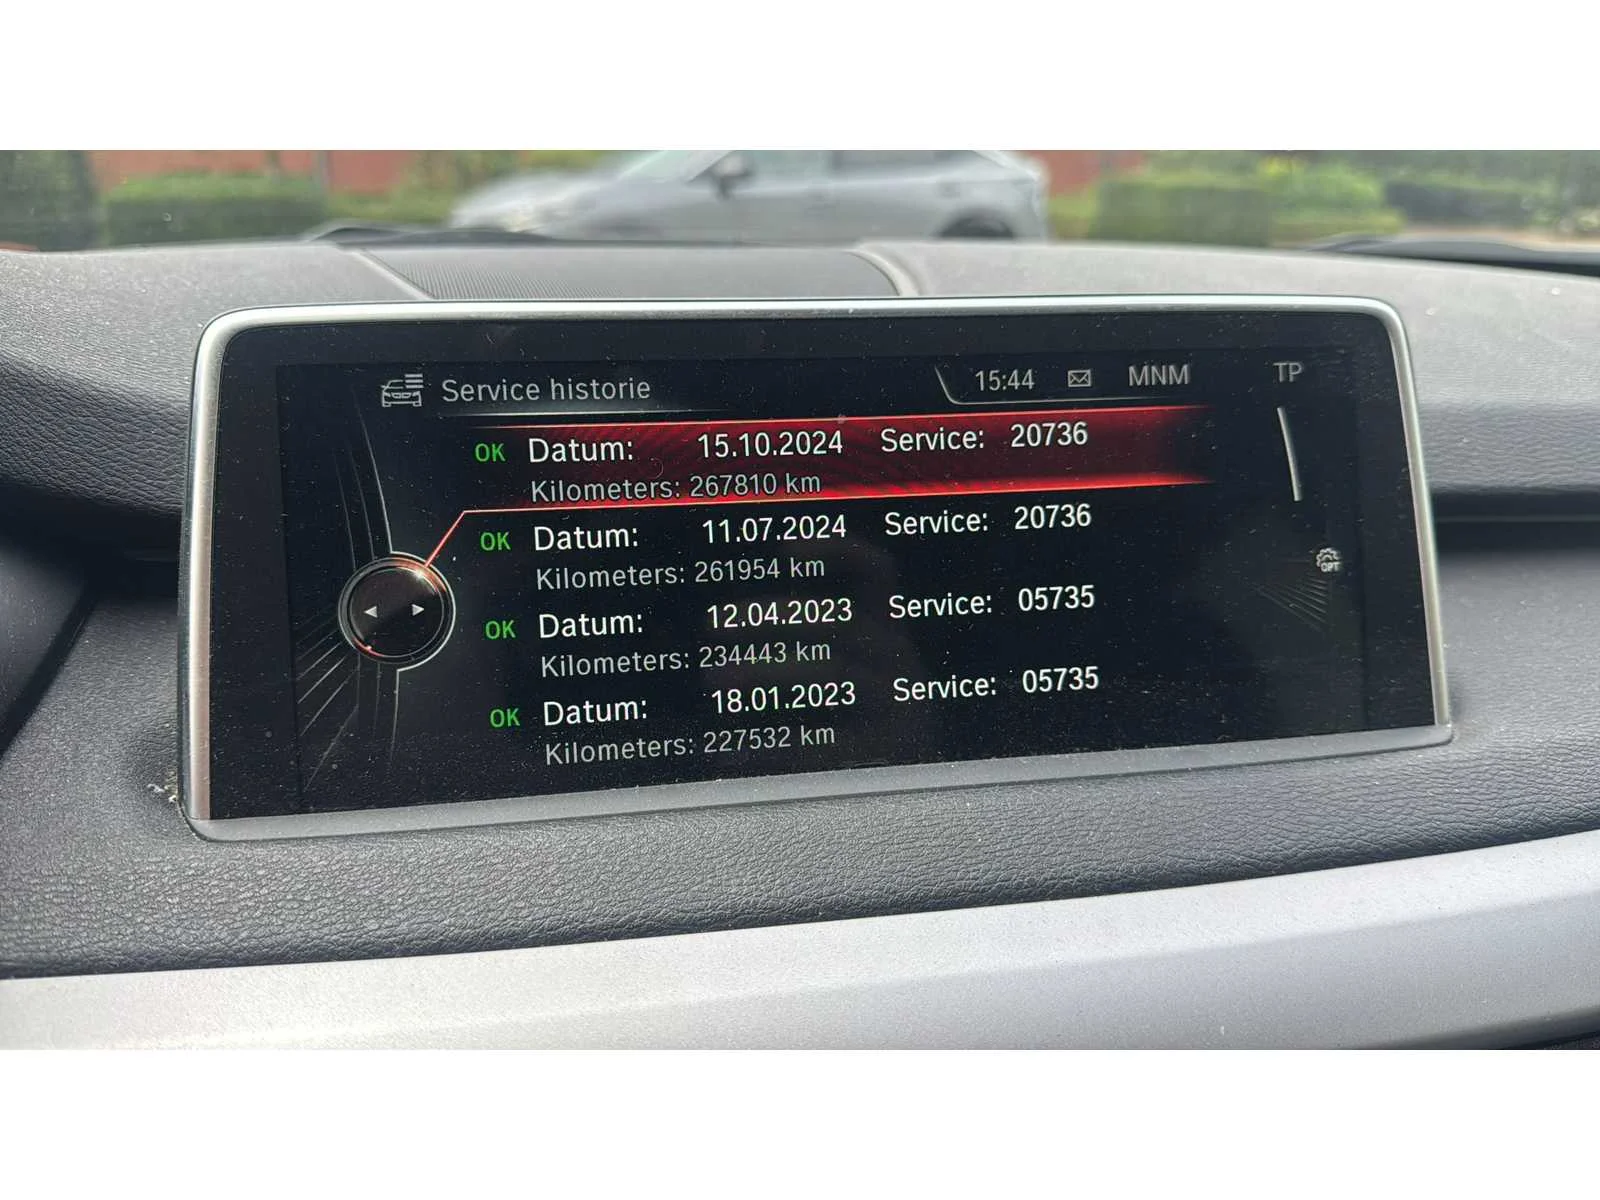 Service historie 15:44 MNM TP
OK Datum: 15.10.2024 Service: 20736
Kilometers: 267810 km
OK Datum: 11.07.2024 Service: 20736
Kilometers: 261954 km
OPT
OK Datum: 12.04.2023 Service: 05735
Kilometers: 234443 km
OK Datum: 18.01.2023 Service: 05735
Kilometers: 227532 km